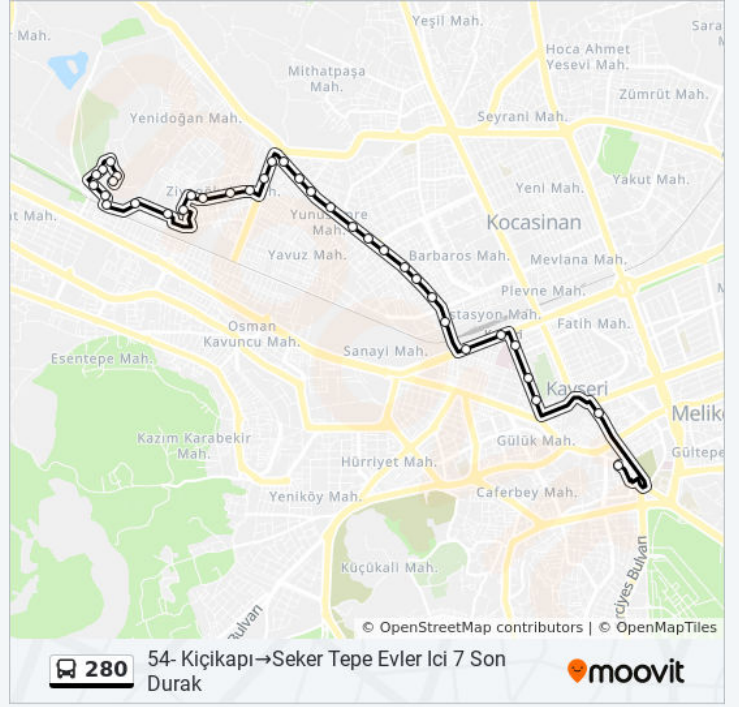 Yeşil Mah.
Sara
Mah.
Hoca Ahmet
Yesevi Mah.
Mithatpaşa
Mah.
Zümrüt Mah.
Yenidoğan Mah.
Seyrani Mah.
Yakut Mah.
Yeni Mah.
Mah.
Kocasinan
Yavuz Mah.
Barbaros Mah.
Mevlana Mah.
Plevne Mah.
stasyon Mah.
Fatih Mah.
Osman
Kavuncu Mah.
Sanayi Mah.
Esentepe Mah.
Kayseri
Melik
Kazım Karabekir
Mah.
Gülük Mah.
Gültepe
Hürriyet Mah.
Yeniköy Mah.
Caferbey Mah.
Küçükali Mah.
rciyes Bulvarı
Bulvarı
© OpenStreetMap contributors | © OpenMapTiles
280
54- Kiçikapı→Seker Tepe Evler Ici 7 Son
Durak
moovit